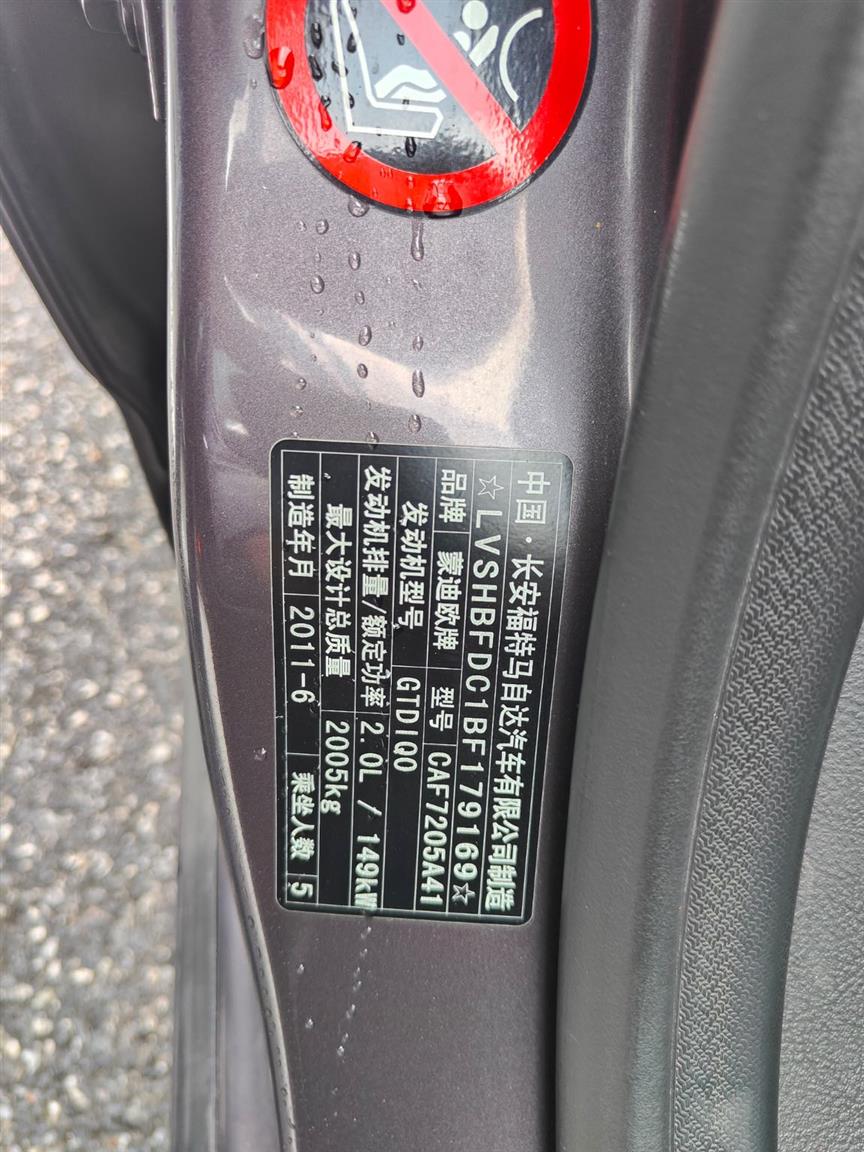 中国·长安福特马自达汽车有限公司制造
☆LVSHBFDC1BF179169☆
品牌 蒙迪欧牌 型号 CAF7205A41
发动机型号 GTDIQ0
发动机排量/额定功率 2.0L / 149kW
最大设计总质量 2005kg
制造年月 2011-6 乘坐人数 5